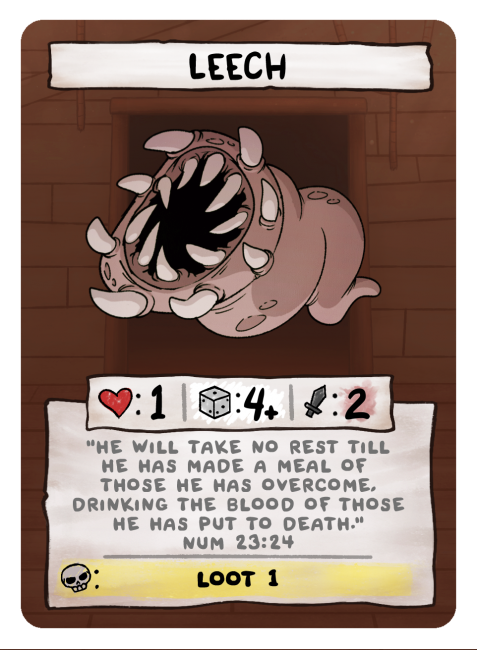 LEECH
:1 :4+ :2
"HE WILL TAKE NO REST TILL
HE HAS MADE A MEAL OF
THOSE HE HAS OVERCOME,
DRINKING THE BLOOD OF THOSE
HE HAS PUT TO DEATH."
NUM 23:24
: LOOT 1